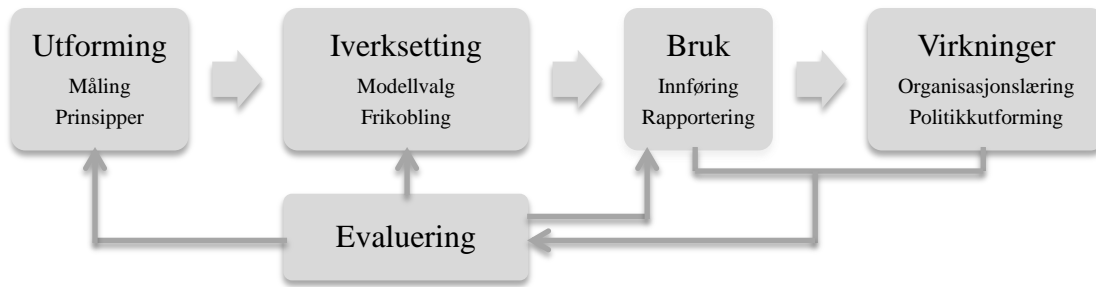 Utforming
Måling
Prinsipper
Iverksetting
Modellvalg
Frikobling
Bruk
Innføring
Rapportering
Virkninger
Organisasjonslæring
Politikkutforming
Evaluering